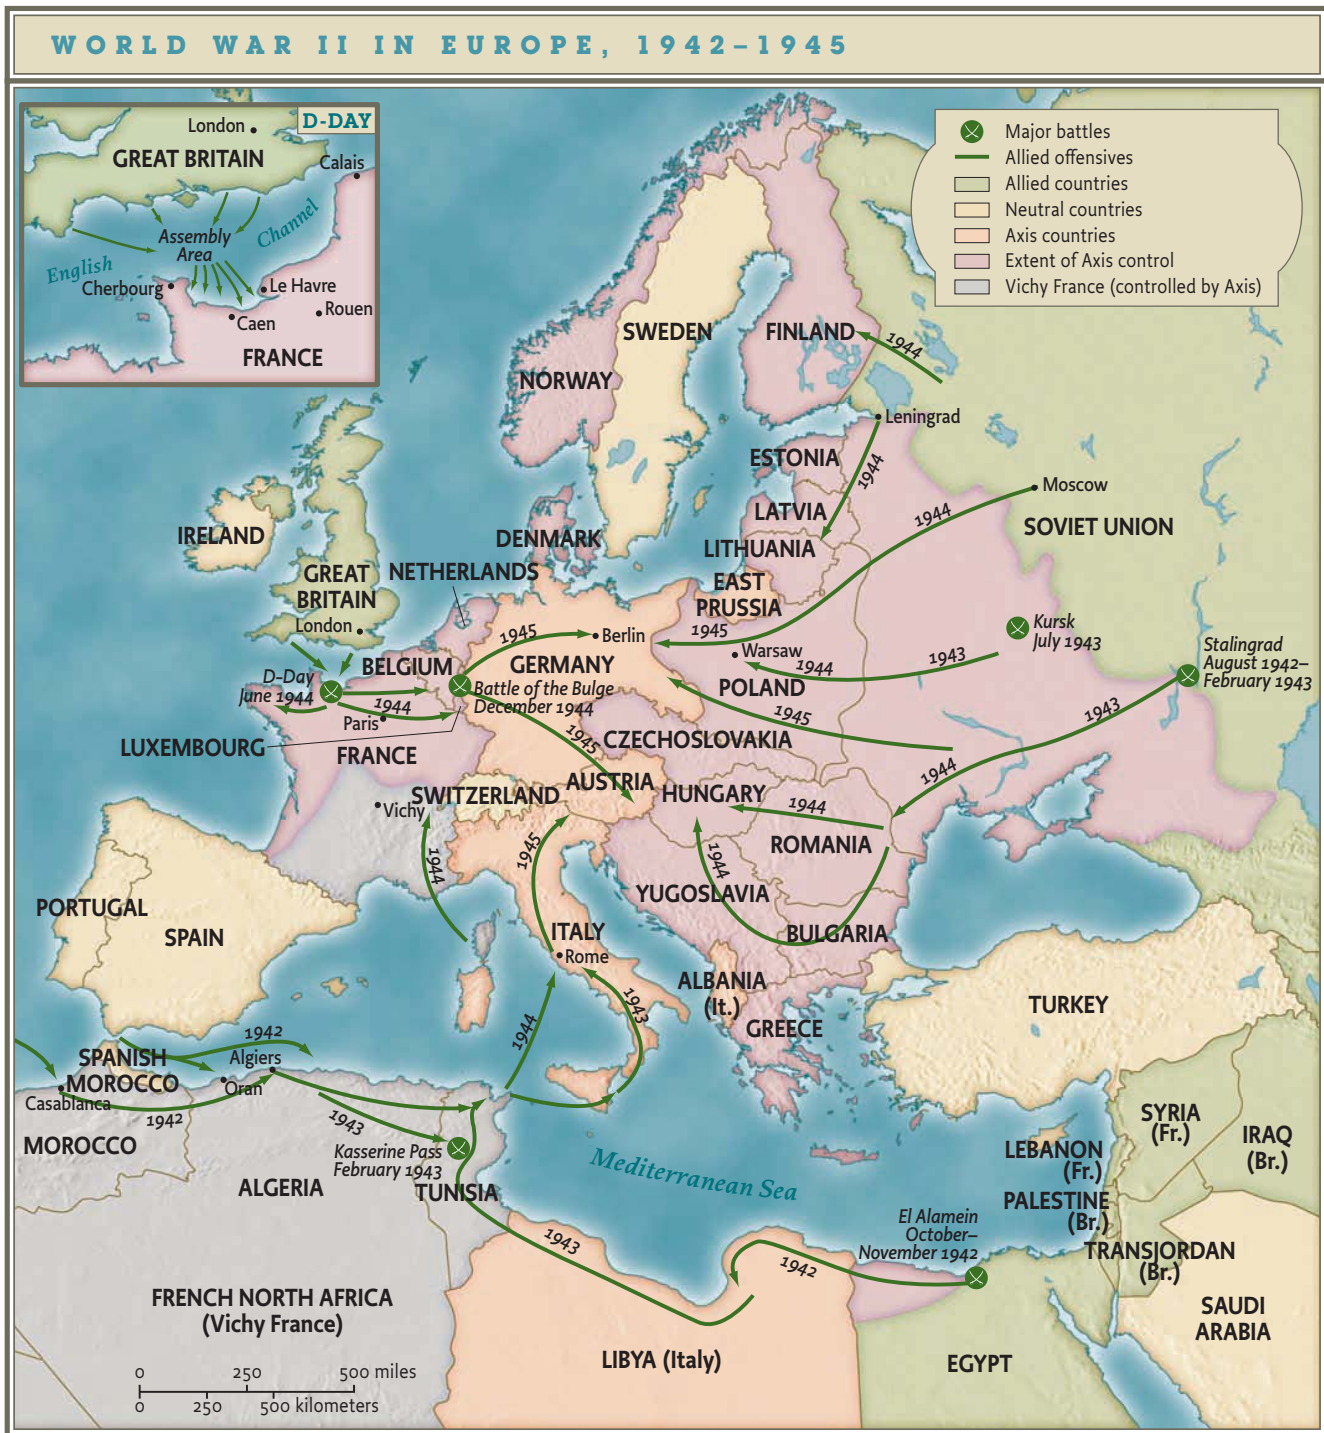 WORLD WAR II IN EUROPE, 1942–1945
D-DAY
London
GREAT BRITAIN
Calais
Assembly
Area
English
Channel
Cherbourg
Le Havre
Rouen
Caen
FRANCE
Major battles
Allied offensives
Allied countries
Neutral countries
Axis countries
Extent of Axis control
Vichy France (controlled by Axis)
SWEDEN
FINLAND
1944
NORWAY
Leningrad
ESTONIA
1944
Moscow
LATVIA
1944
SOVIET UNION
IRELAND
DENMARK
LITHUANIA
GREAT
BRITAIN
NETHERLANDS
EAST
PRUSSIA
London
1945
Berlin
1945
Kursk
July 1943
BELGIUM
GERMANY
Warsaw
1944
1943
Stalingrad
August 1942–
February 1943
D-Day
June 1944
Battle of the Bulge
December 1944
POLAND
1944
Paris
1945
1943
LUXEMBOURG
FRANCE
1945
CZECHOSLOVAKIA
1944
AUSTRIA
SWITZERLAND
HUNGARY
Vichy
1944
ROMANIA
1944
1945
1944
YUGOSLAVIA
PORTUGAL
SPAIN
ITALY
BULGARIA
Rome
ALBANIA
(It.)
1943
TURKEY
GREECE
1942
1944
SPANISH
MOROCCO
Algiers
Oran
Casablanca
1942
1943
MOROCCO
Kasserine Pass
February 1943
SYRIA
(Fr.)
IRAQ
(Br.)
LEBANON
(Fr.)
Mediterranean Sea
ALGERIA
TUNISIA
PALESTINE
(Br.)
El Alamein
October–
November 1942
1943
1942
TRANSJORDAN
(Br.)
FRENCH NORTH AFRICA
(Vichy France)
SAUDI
ARABIA
LIBYA (Italy)
EGYPT
0 250 500 miles
0 250 500 kilometers